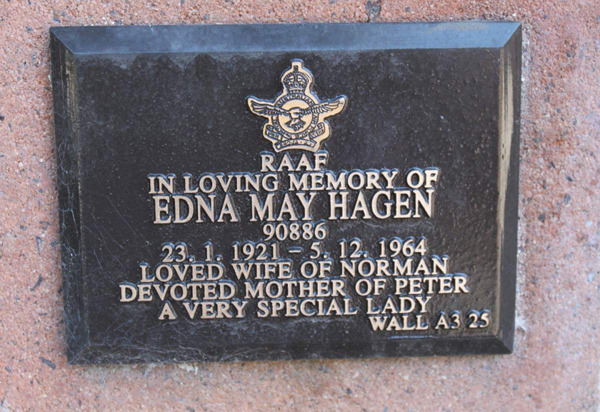 RAAF
IN LOVING MEMORY OF
EDNA MAY HAGEN
90886
23. 1. 1921 – 5. 12. 1964
LOVED WIFE OF NORMAN
DEVOTED MOTHER OF PETER
A VERY SPECIAL LADY
WALL A3 25